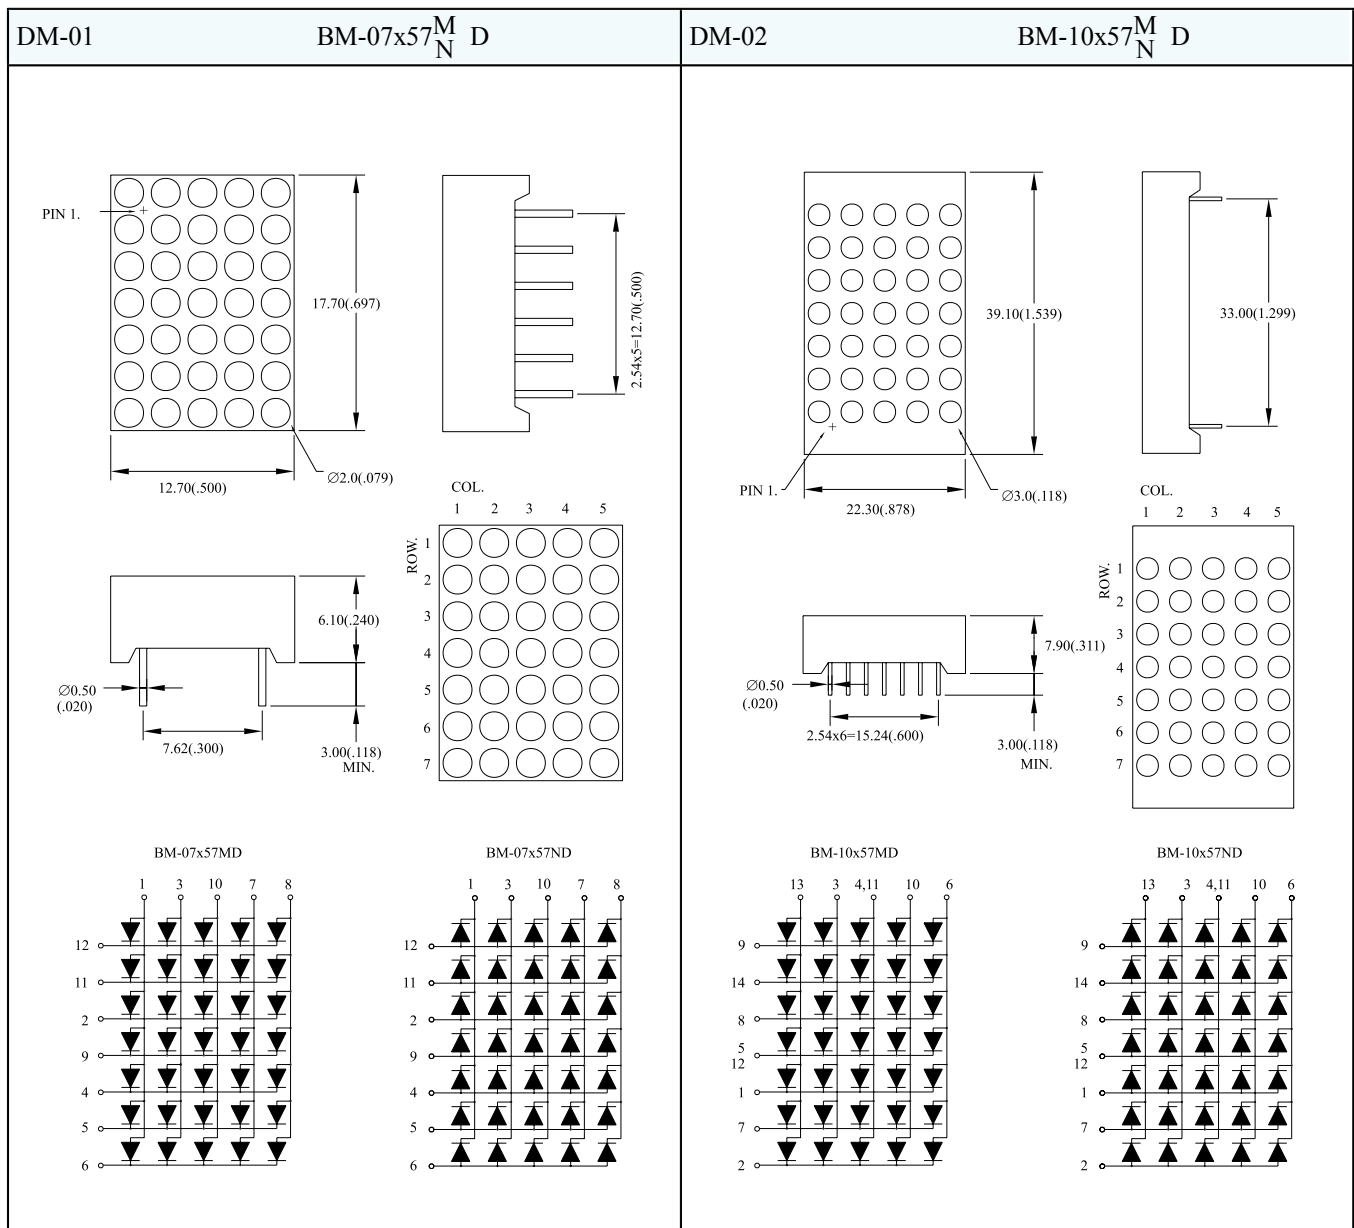 DM-01
BM-07x57M/N D
PIN 1.
17.70(.697)
2.54x5=12.70(.500)
12.70(.500)
∅2.0(.079)
COL.
1 2 3 4 5
ROW.
1
2
3
4
5
6
7
6.10(.240)
∅0.50
(.020)
7.62(.300)
3.00(.118)
MIN.
BM-07x57MD
1 3 10 7 8
12
11
2
9
4
5
6
BM-07x57ND
1 3 10 7 8
12
11
2
9
4
5
6
DM-02
BM-10x57M/N D
39.10(1.539)
33.00(1.299)
PIN 1.
22.30(.878)
∅3.0(.118)
COL.
1 2 3 4 5
ROW.
1
2
3
4
5
6
7
7.90(.311)
∅0.50
(.020)
2.54x6=15.24(.600)
3.00(.118)
MIN.
BM-10x57MD
13 3 4,11 10 6
9
14
8
5
12
1
7
2
BM-10x57ND
13 3 4,11 10 6
9
14
8
5
12
1
7
2